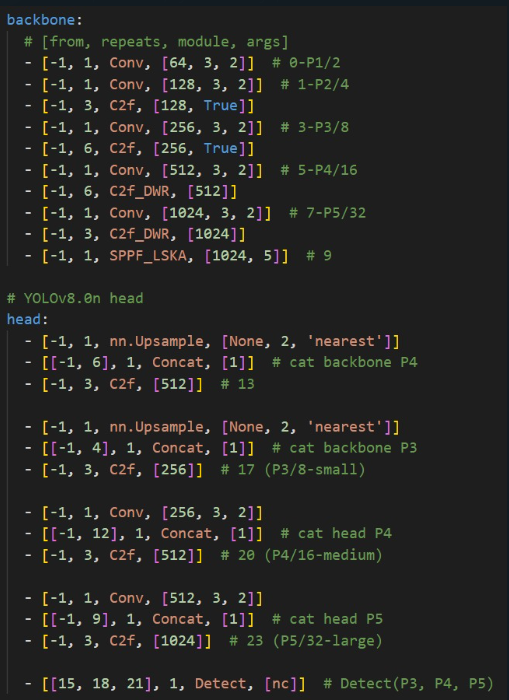 backbone:
# [from, repeats, module, args]
- [-1, 1, Conv, [64, 3, 2]] # 0-P1/2
- [-1, 1, Conv, [128, 3, 2]] # 1-P2/4
- [-1, 3, C2f, [128, True]]
- [-1, 1, Conv, [256, 3, 2]] # 3-P3/8
- [-1, 6, C2f, [256, True]]
- [-1, 1, Conv, [512, 3, 2]] # 5-P4/16
- [-1, 6, C2f_DWR, [512]]
- [-1, 1, Conv, [1024, 3, 2]] # 7-P5/32
- [-1, 3, C2f_DWR, [1024]]
- [-1, 1, SPPF_LSKA, [1024, 5]] # 9
# YOLOv8.0n head
head:
- [-1, 1, nn.Upsample, [None, 2, 'nearest']]
- [[-1, 6], 1, Concat, [1]] # cat backbone P4
- [-1, 3, C2f, [512]] # 13
- [-1, 1, nn.Upsample, [None, 2, 'nearest']]
- [[-1, 4], 1, Concat, [1]] # cat backbone P3
- [-1, 3, C2f, [256]] # 17 (P3/8-small)
- [-1, 1, Conv, [256, 3, 2]]
- [[-1, 12], 1, Concat, [1]] # cat head P4
- [-1, 3, C2f, [512]] # 20 (P4/16-medium)
- [-1, 1, Conv, [512, 3, 2]]
- [[-1, 9], 1, Concat, [1]] # cat head P5
- [-1, 3, C2f, [1024]] # 23 (P5/32-large)
- [[15, 18, 21], 1, Detect, [nc]] # Detect(P3, P4, P5)